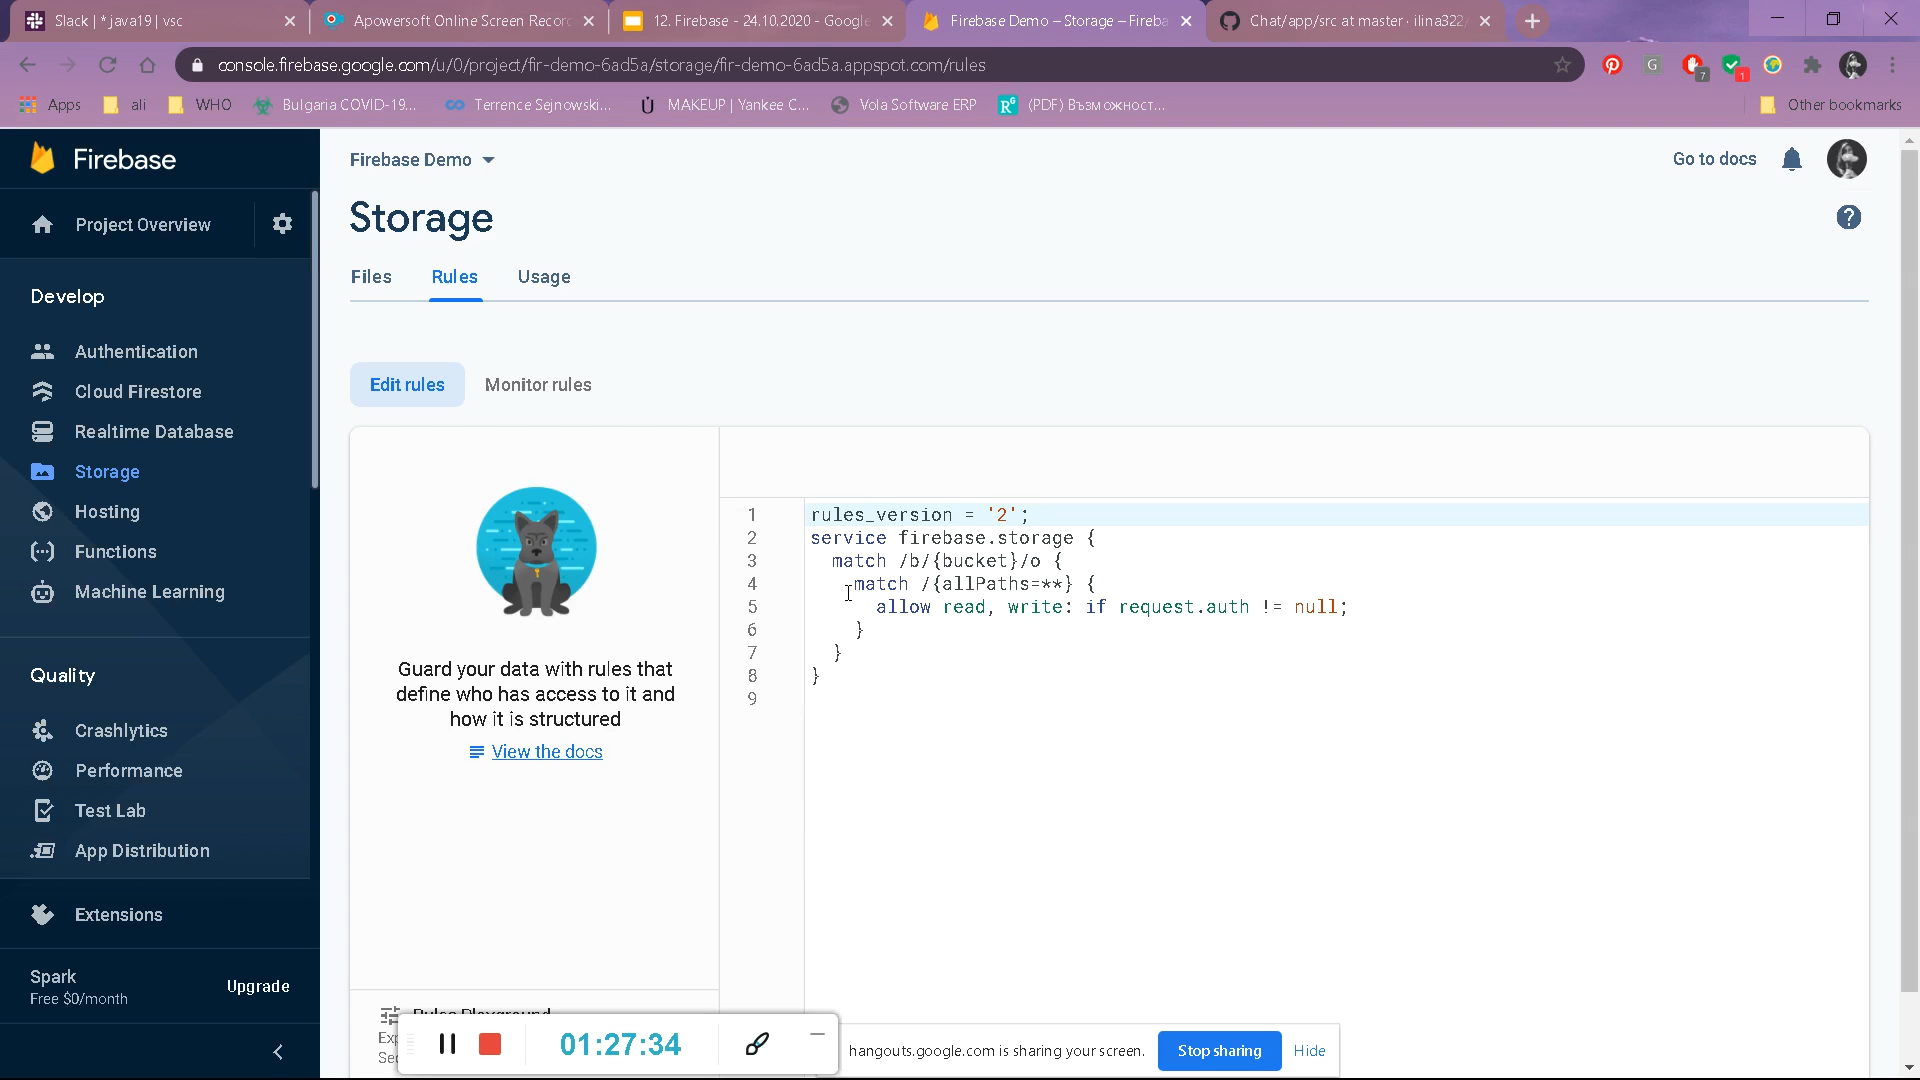 Slack | *java19 | vsc
Apowersoft Online Screen Recor
12. Firebase - 24.10.2020 - Google
Firebase Demo – Storage – Fireba
Chat/app/src at master · ilina322
console.firebase.google.com/u/0/project/fir-demo-6ad5a/storage/fir-demo-6ad5a.appspot.com/rules
G
7
1
Apps
ali
WHO
Bulgaria COVID-19...
Terrence Sejnowski...
MAKEUP | Yankee C...
Vola Software ERP
(PDF) Възможност...
Other bookmarks
Firebase
Firebase Demo
Go to docs
Project Overview
Storage
Files
Rules
Usage
Develop
Authentication
Cloud Firestore
Realtime Database
Storage
Hosting
Functions
Machine Learning
Edit rules
Monitor rules
Guard your data with rules that
define who has access to it and
how it is structured
View the docs
1 rules_version = '2';
2 service firebase.storage {
3 match /b/{bucket}/o {
4 match /{allPaths=**} {
5 allow read, write: if request.auth != null;
6 }
7 }
8 }
9
Quality
Crashlytics
Performance
Test Lab
App Distribution
Extensions
Spark
Free $0/month
Upgrade
Rules Playground
01:27:34
hangouts.google.com is sharing your screen.
Stop sharing
Hide